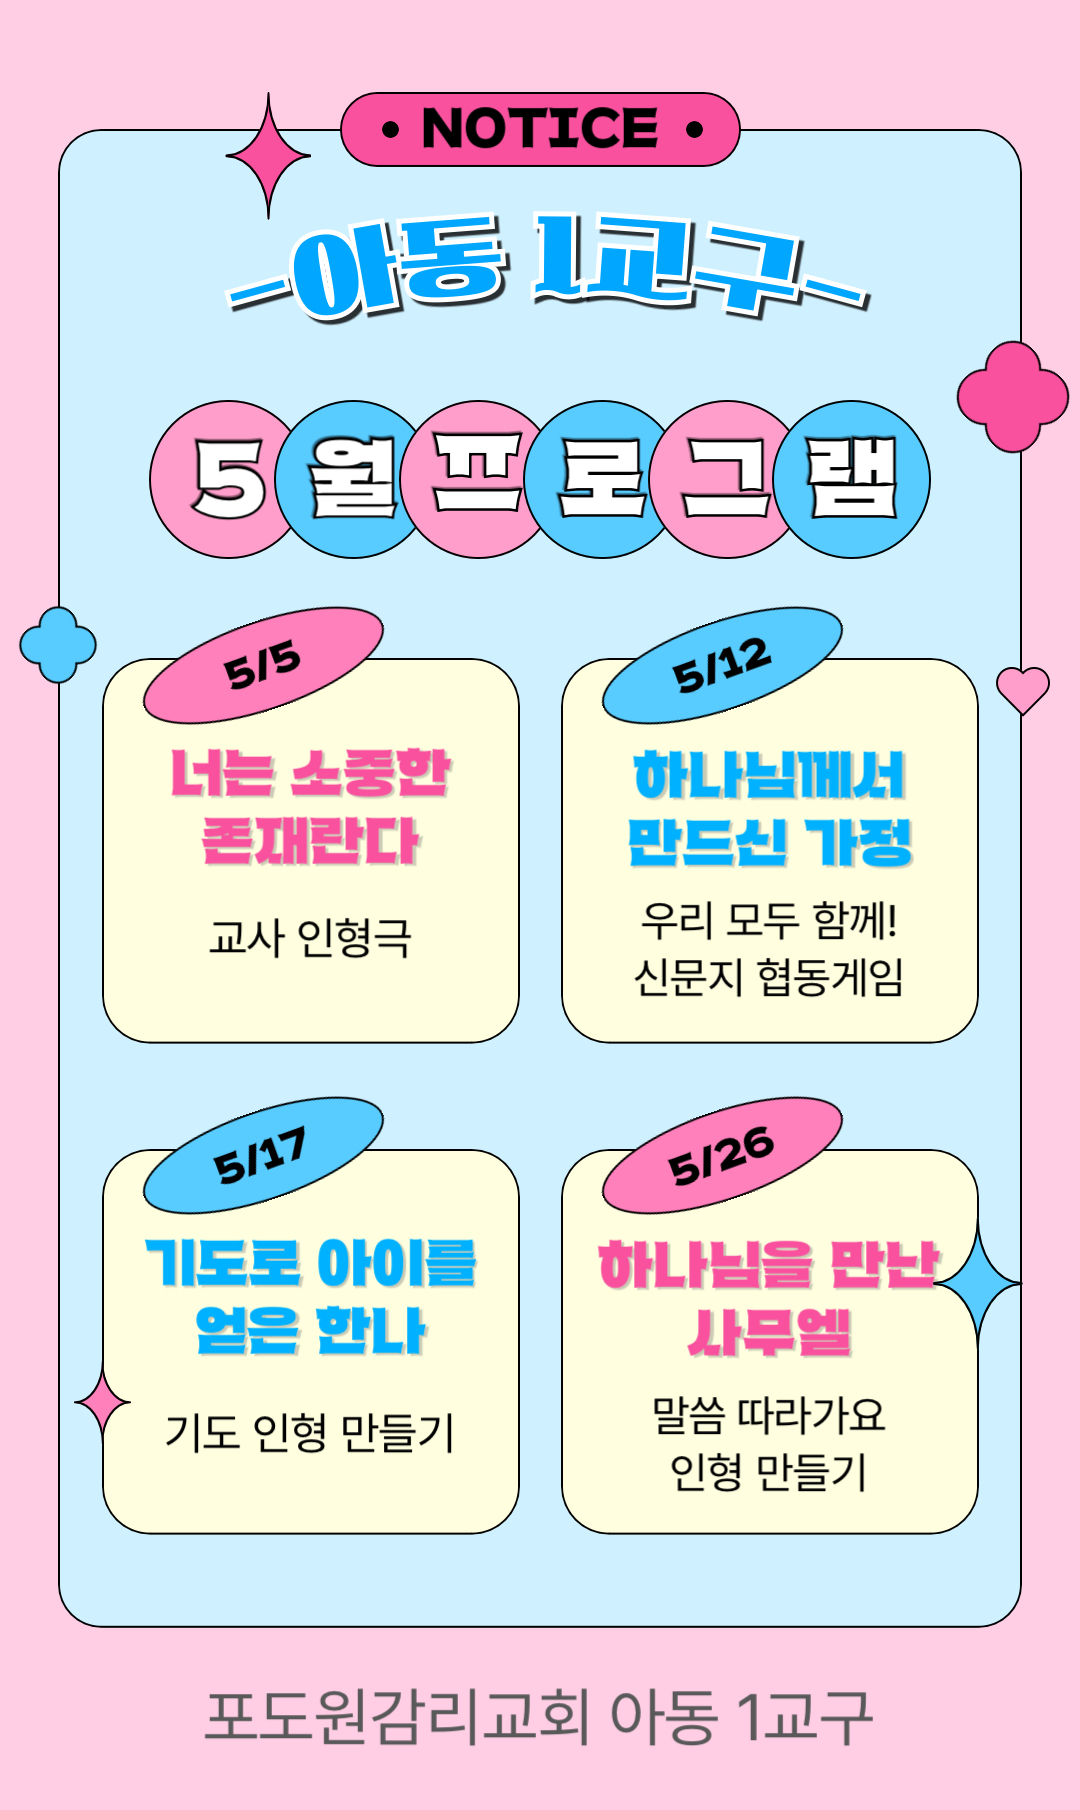 • NOTICE •
-아동 1교구-
5월프로그램
5/5
너는 소중한
존재란다
교사 인형극
5/12
하나님께서
만드신 가정
우리 모두 함께!
신문지 협동게임
5/17
기도로 아이를
얻은 한나
기도 인형 만들기
5/26
하나님을 만난
사무엘
말씀 따라가요
인형 만들기
포도원감리교회 아동 1교구